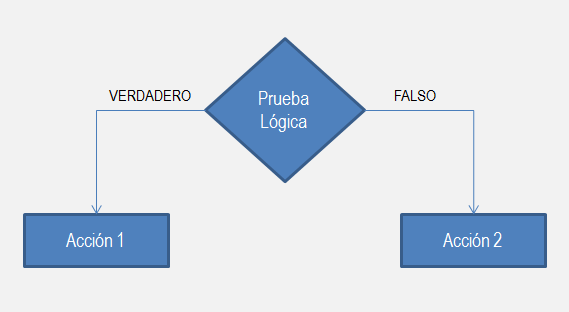 VERDADERO
Prueba
Lógica
FALSO
Acción 1
Acción 2